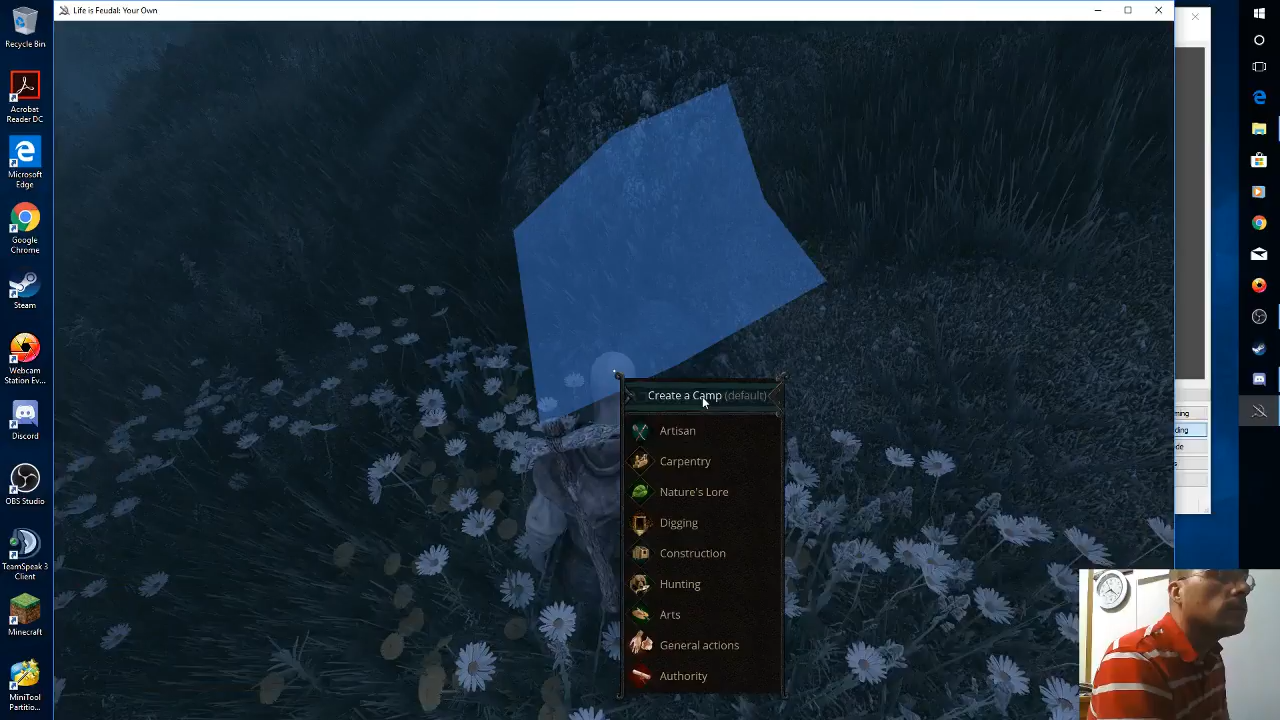 Life is Feudal: Your Own
Recycle Bin
Acrobat
Reader DC
Microsoft
Edge
Google
Chrome
Steam
Webcam
Station Ev...
Discord
OBS Studio
TeamSpeak 3
Client
Minecraft
MiniTool
Partitio...
Create a Camp (default)
Artisan
Carpentry
Nature's Lore
Digging
Construction
Hunting
Arts
General actions
Authority